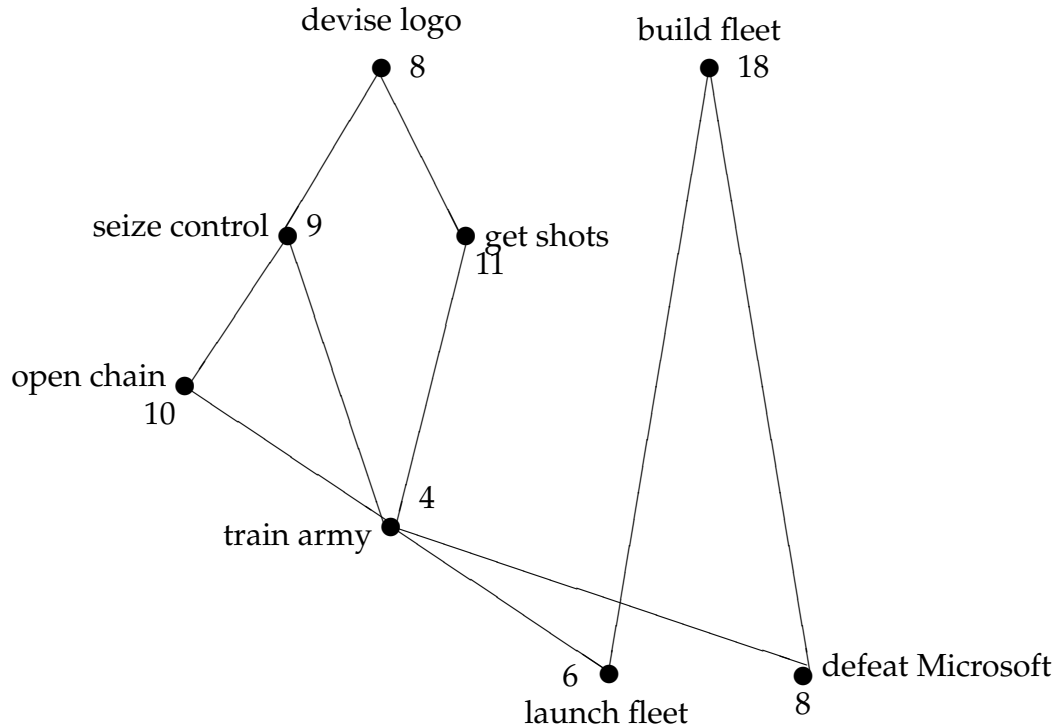 devise logo
8
build fleet
18
seize control 9
get shots
11
open chain
10
4
train army
6
launch fleet
defeat Microsoft
8